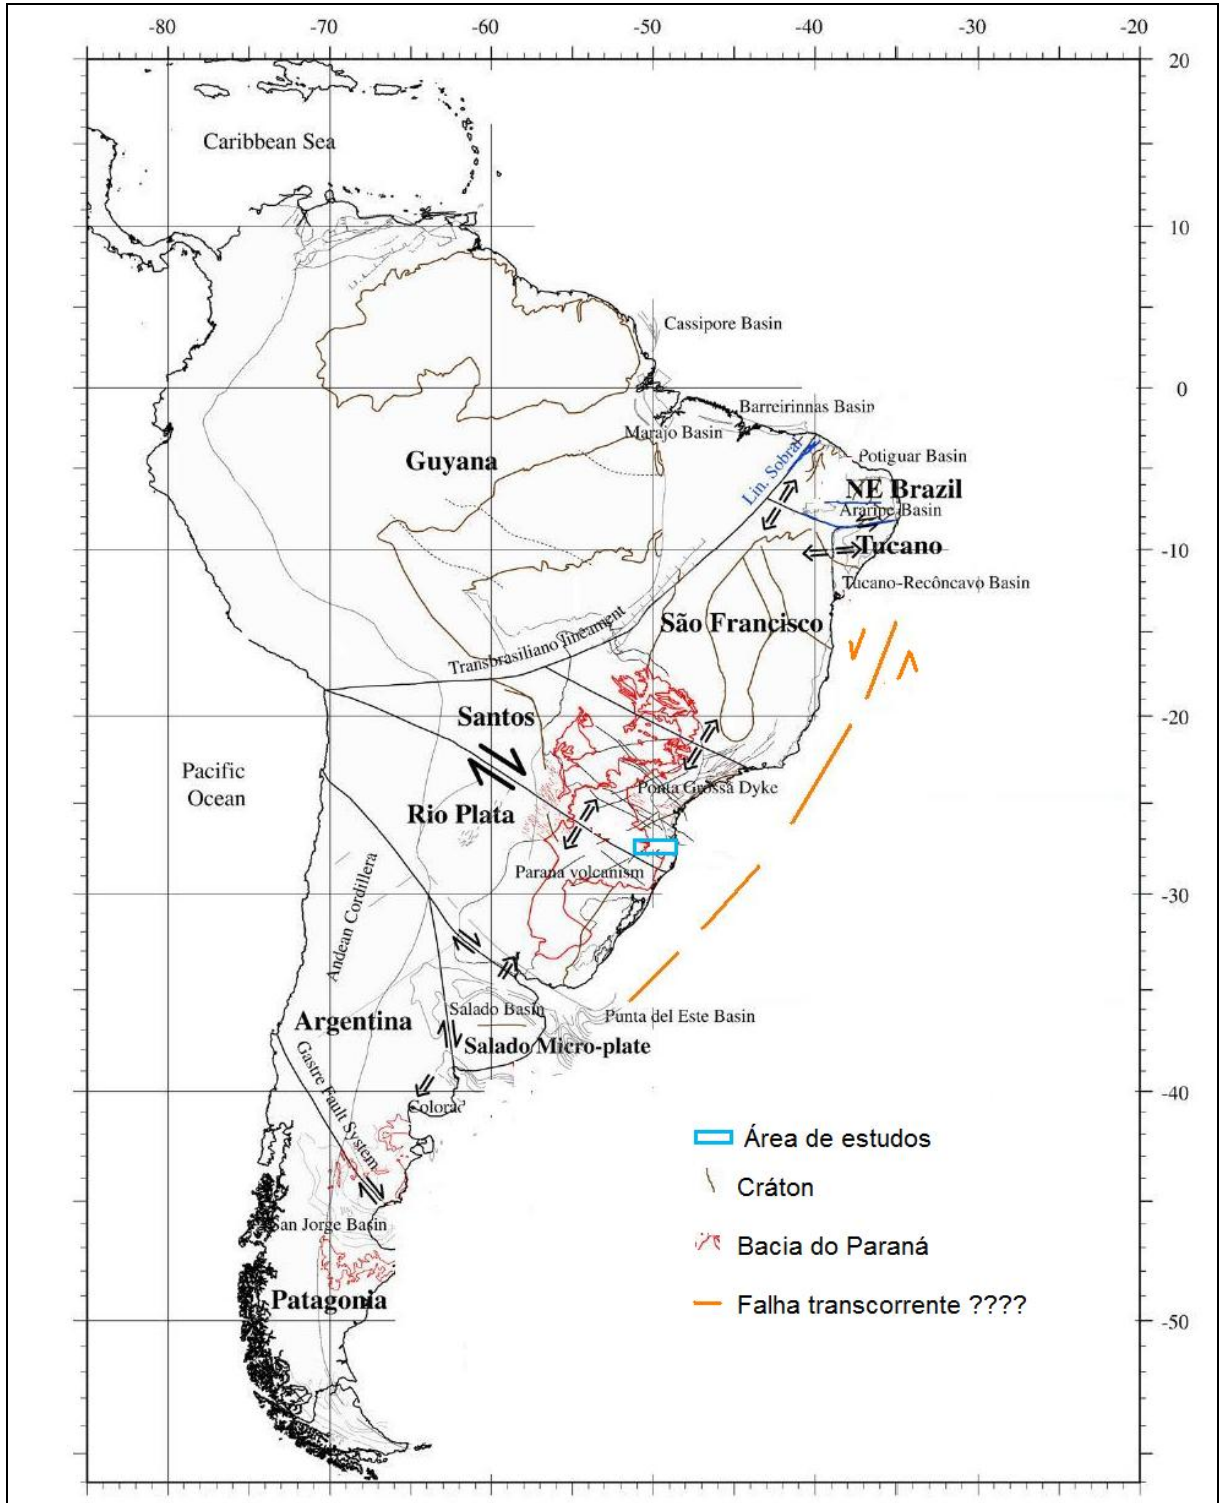 -80 -70 -60 -50 -40 -30 -20
20
Caribbean Sea
10
Cassipore Basin
0
Barreirinnas Basin
Marajo Basin
Lin. Sobral
Potiguar Basin
Guyana
NE Brazil
Araripe Basin
Tucano
-10
Tucano-Recôncavo Basin
São Francisco
Transbrasiliano lineament
Santos
-20
Pacific
Ocean
Ponta Grossa Dyke
Rio Plata
Parana volcanism
-30
Andean Cordillera
Salado Basin
Punta del Este Basin
Argentina
Salado Micro-plate
Gastre Fault System
-40
Colorad
Área de estudos
Cráton
San Jorge Basin
Bacia do Paraná
Patagonia
Falha transcorrente ????
-50